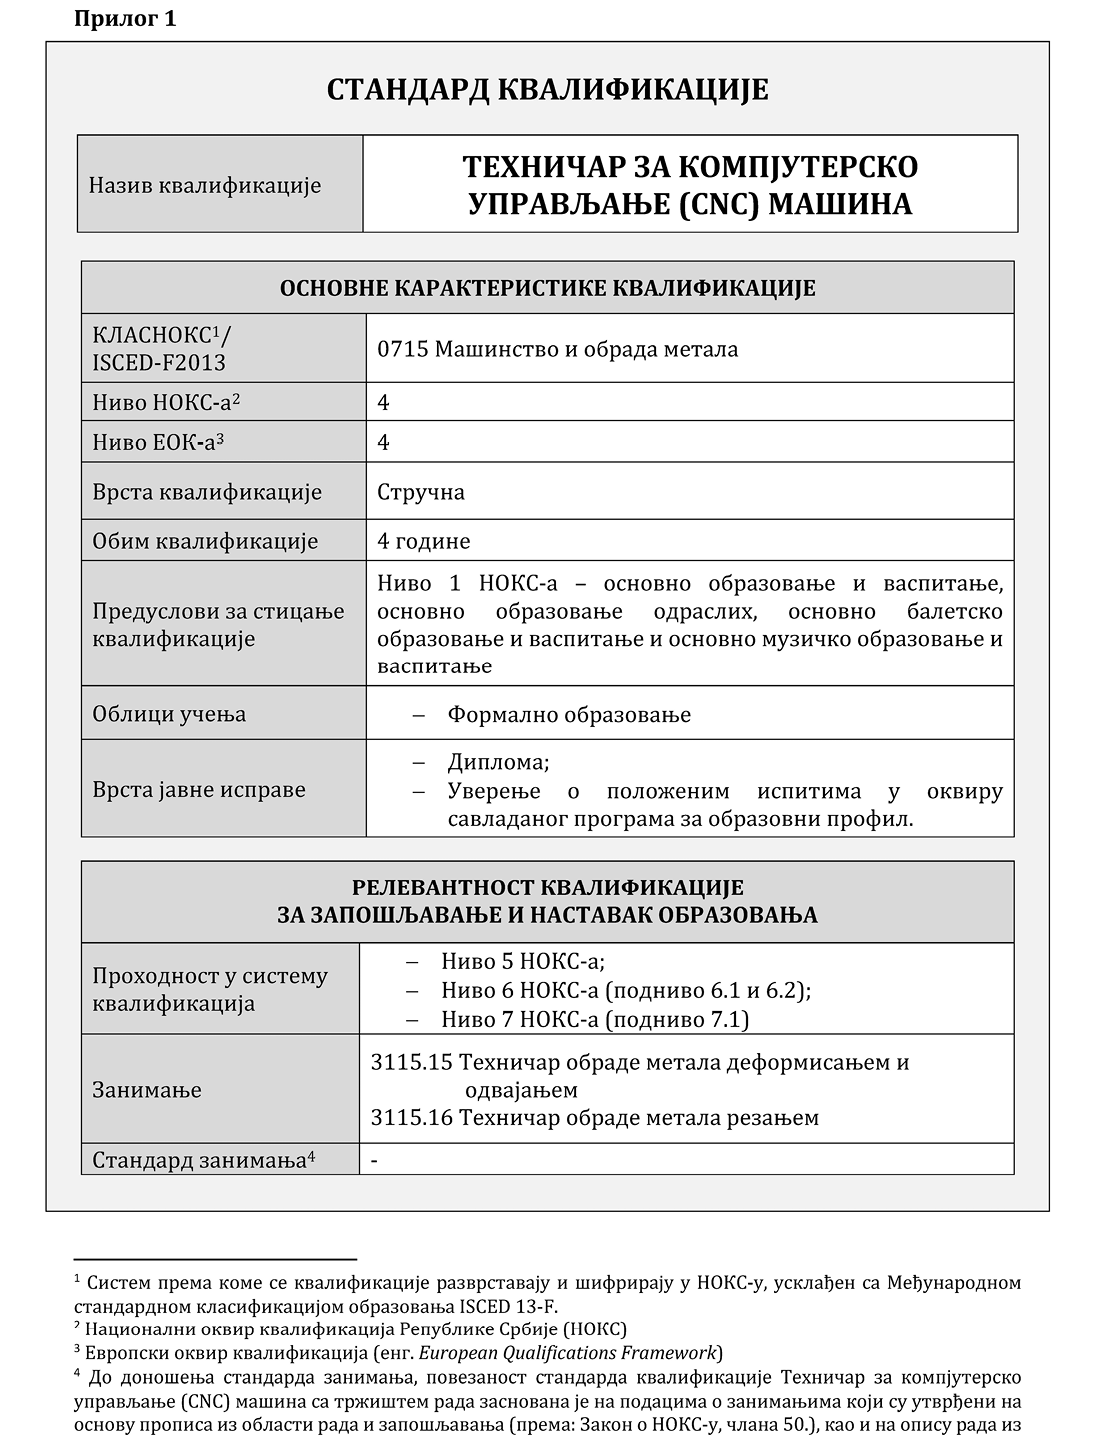 Прилог 1
СТАНДАРД КВАЛИФИКАЦИЈЕ
Назив квалификације
ТЕХНИЧАР ЗА КОМПЈУТЕРСКО
УПРАВЉАЊЕ (CNC) МАШИНА
ОСНОВНЕ КАРАКТЕРИСТИКЕ КВАЛИФИКАЦИЈЕ
КЛАСНОКС¹/
ISCED-F2013
0715 Машинство и обрада метала
Ниво НОКС-а²
4
Ниво ЕОК-а³
4
Врста квалификације
Стручна
Обим квалификације
4 године
Предуслови за стицање
квалификације
Ниво 1 НОКС-а – основно образовање и васпитање,
основно образовање одраслих, основно балетско
образовање и васпитање и основно музичко образовање и
васпитање
Облици учења
– Формално образовање
Врста јавне исправе
– Диплома;
– Уверење о положеним испитима у оквиру
савладаног програма за образовни профил.
РЕЛЕВАНТНОСТ КВАЛИФИКАЦИЈЕ
ЗА ЗАПОШЉАВАЊЕ И НАСТАВАК ОБРАЗОВАЊА
Проходност у систему
квалификација
– Ниво 5 НОКС-а;
– Ниво 6 НОКС-а (подниво 6.1 и 6.2);
– Ниво 7 НОКС-а (подниво 7.1)
Занимање
3115.15 Техничар обраде метала деформисањем и
одвајањем
3115.16 Техничар обраде метала резањем
Стандард занимања⁴
-
¹ Систем према коме се квалификације разврставају и шифрирају у НОКС-у, усклађен са Међународном
стандардном класификацијом образовања ISCED 13-F.
² Национални оквир квалификација Републике Србије (НОКС)
³ Европски оквир квалификација (енг. European Qualifications Framework)
⁴ До доношења стандарда занимања, повезаност стандарда квалификације Техничар за компјутерско
управљање (CNC) машина са тржиштем рада заснована је на подацима о занимањима који су утврђени на
основу прописа из области рада и запошљавања (према: Закон о НОКС-у, члана 50.), као и на опису рада из